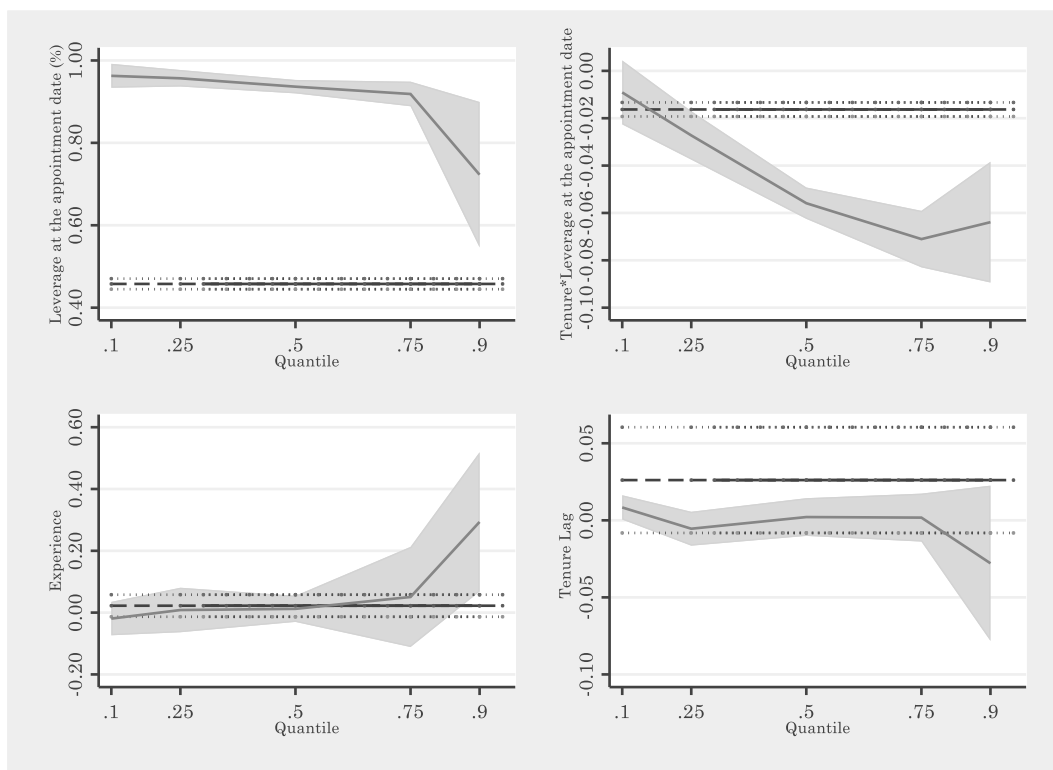 Leverage at the appointment date (%)
1.00
0.80
0.60
0.40
.1 .25 .5 .75 .9
Quantile
Tenure*Leverage at the appointment date
0.00
-0.02
-0.04
-0.06
-0.08
-0.10
.1 .25 .5 .75 .9
Quantile
Experience
0.60
0.40
0.20
0.00
-0.20
.1 .25 .5 .75 .9
Quantile
Tenure Lag
0.05
0.00
-0.05
-0.10
.1 .25 .5 .75 .9
Quantile